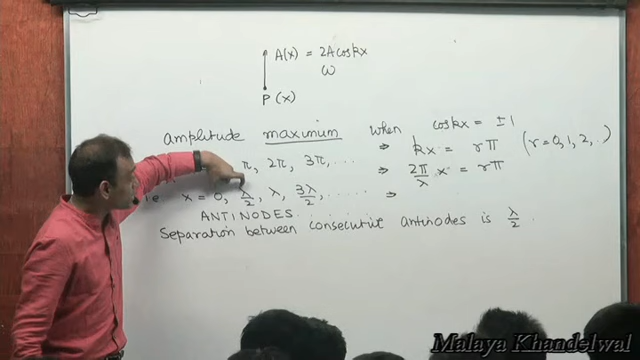 A(x) = 2A cos kx
ω
P (x)
Amplitude maximum when cos kx = ±1
π, 2π, 3π, ... ⇒ kx = rπ (r = 0, 1, 2, ..)
ie x = 0, λ/2, λ, 3λ/2, ..... ⇒ 2π/λ x = rπ
ANTINODES.
Separation between consecutive antinodes is λ/2.
Malaya Khandelwal